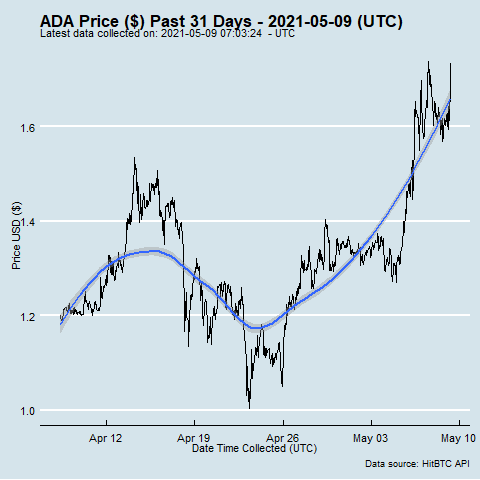 ADA Price ($) Past 31 Days - 2021-05-09 (UTC)
Latest data collected on: 2021-05-09 07:03:24  - UTC
Price USD ($)
1.6
1.4
1.2
1.0
Apr 12
Apr 19
Apr 26
May 03
May 10
Date Time Collected (UTC)
Data source: HitBTC API